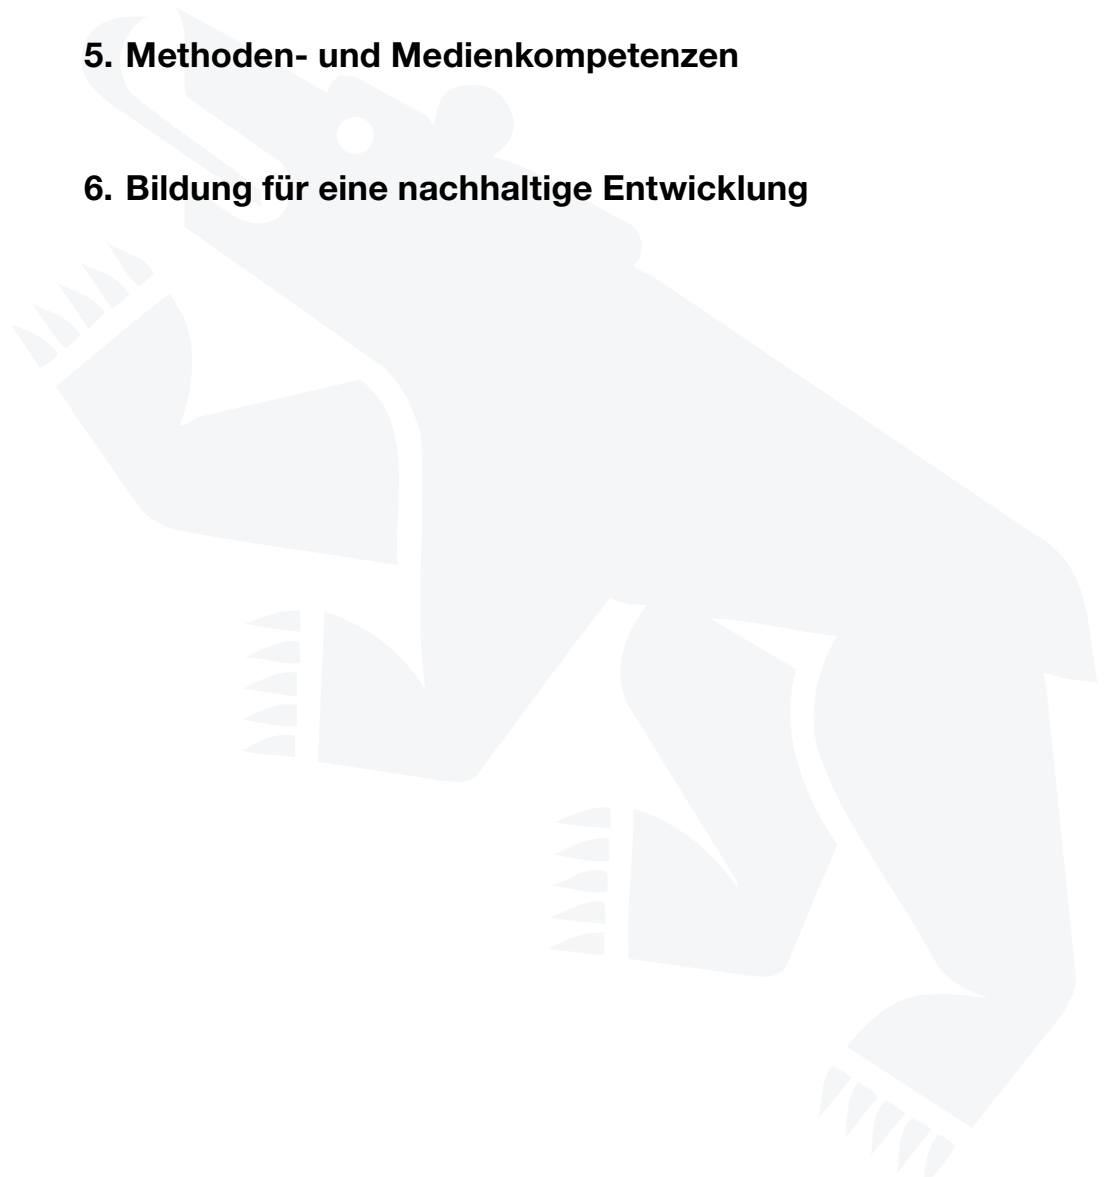 5. Methoden- und Medienkompetenzen
6. Bildung für eine nachhaltige Entwicklung